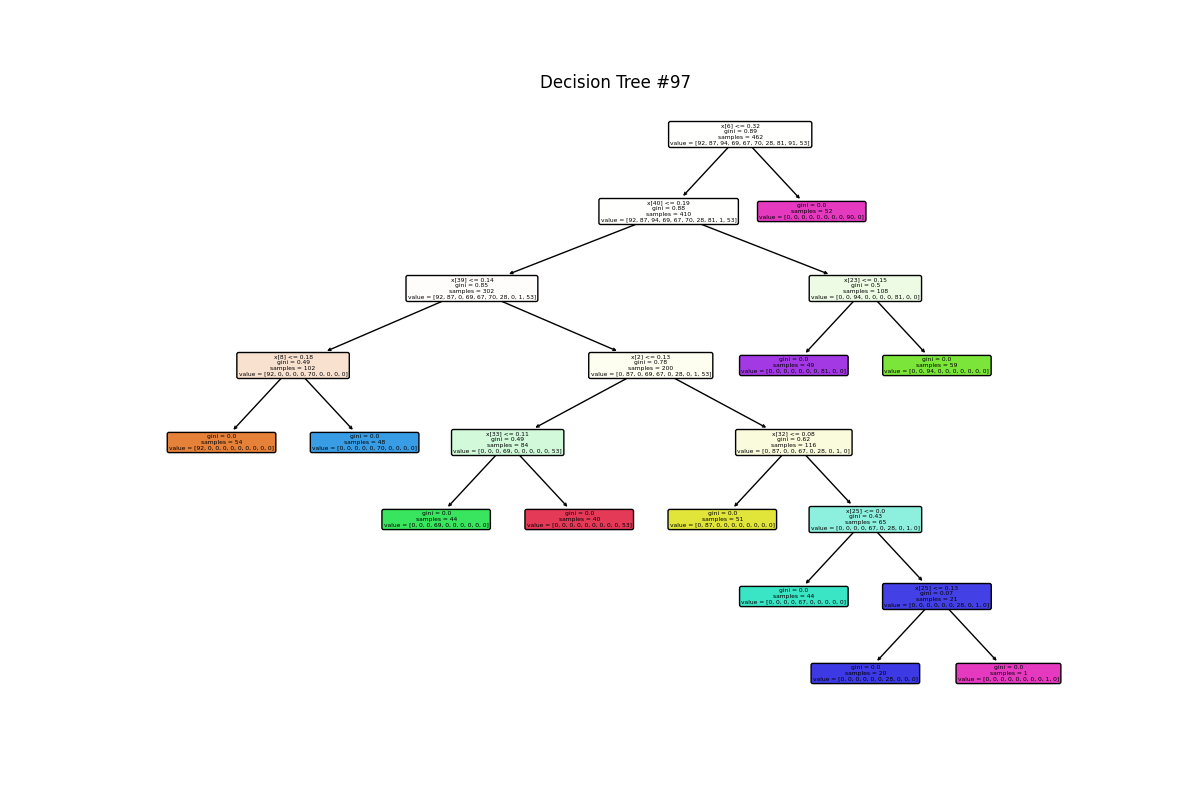 Decision Tree #97
x[6] <= 0.32
gini = 0.89
samples = 462
value = [92, 87, 94, 69, 67, 70, 28, 81, 91, 53]
x[40] <= 0.19
gini = 0.88
samples = 410
value = [92, 87, 94, 69, 67, 70, 28, 81, 1, 53]
gini = 0.0
samples = 52
value = [0, 0, 0, 0, 0, 0, 0, 0, 90, 0]
x[39] <= 0.14
gini = 0.85
samples = 302
value = [92, 87, 0, 69, 67, 70, 28, 0, 1, 53]
x[23] <= 0.15
gini = 0.5
samples = 108
value = [0, 0, 94, 0, 0, 0, 0, 81, 0, 0]
x[8] <= 0.18
gini = 0.49
samples = 102
value = [92, 0, 0, 0, 0, 70, 0, 0, 0, 0]
x[2] <= 0.13
gini = 0.78
samples = 200
value = [0, 87, 0, 69, 67, 0, 28, 0, 1, 53]
gini = 0.0
samples = 49
value = [0, 0, 0, 0, 0, 0, 0, 81, 0, 0]
gini = 0.0
samples = 59
value = [0, 0, 94, 0, 0, 0, 0, 0, 0, 0]
gini = 0.0
samples = 54
value = [92, 0, 0, 0, 0, 0, 0, 0, 0, 0]
gini = 0.0
samples = 48
value = [0, 0, 0, 0, 0, 70, 0, 0, 0, 0]
x[33] <= 0.11
gini = 0.49
samples = 84
value = [0, 0, 0, 69, 0, 0, 0, 0, 0, 53]
x[32] <= 0.08
gini = 0.62
samples = 116
value = [0, 87, 0, 0, 67, 0, 28, 0, 1, 0]
gini = 0.0
samples = 44
value = [0, 0, 0, 69, 0, 0, 0, 0, 0, 0]
gini = 0.0
samples = 40
value = [0, 0, 0, 0, 0, 0, 0, 0, 0, 53]
gini = 0.0
samples = 51
value = [0, 87, 0, 0, 0, 0, 0, 0, 0, 0]
x[25] <= 0.0
gini = 0.43
samples = 65
value = [0, 0, 0, 0, 67, 0, 28, 0, 1, 0]
gini = 0.0
samples = 44
value = [0, 0, 0, 0, 67, 0, 0, 0, 0, 0]
x[25] <= 0.13
gini = 0.07
samples = 21
value = [0, 0, 0, 0, 0, 0, 28, 0, 1, 0]
gini = 0.0
samples = 20
value = [0, 0, 0, 0, 0, 0, 28, 0, 0, 0]
gini = 0.0
samples = 1
value = [0, 0, 0, 0, 0, 0, 0, 0, 1, 0]